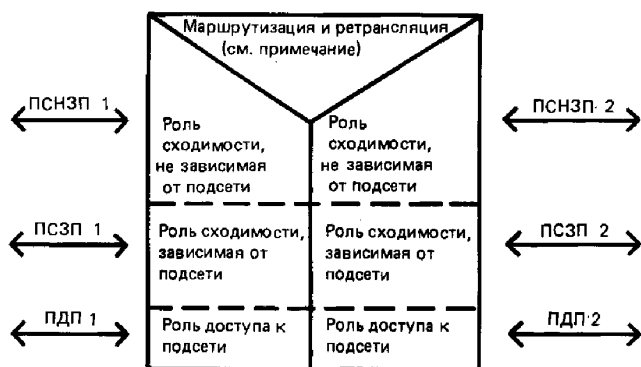 Маршрутизация и ретрансляция
(см. примечание)
ПСНЗП 1
ПСНЗП 2
Роль
сходимости,
не зависимая
от подсети
Роль
сходимости,
не зависимая
от подсети
ПСЗП 1
Роль сходимости,
зависимая от
подсети
Роль сходимости,
зависимая от
подсети
ПСЗП 2
ПДП 1
Роль доступа к
подсети
Роль доступа к
подсети
ПДП 2